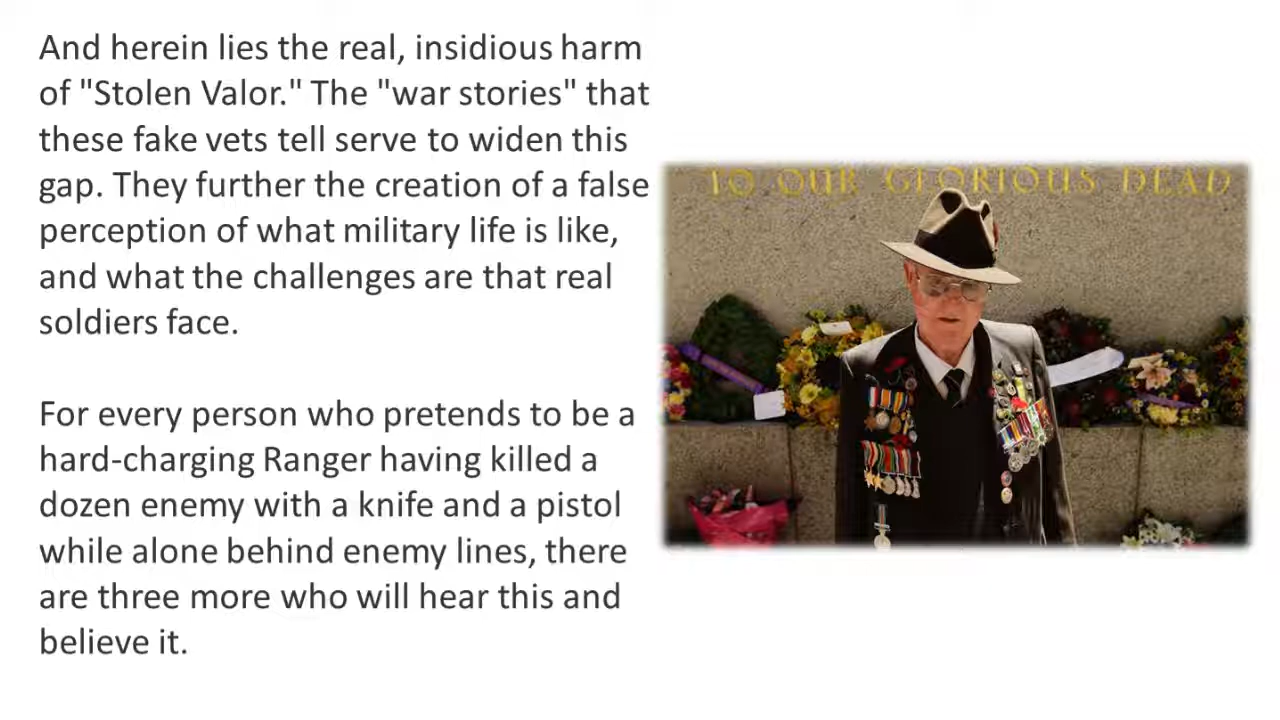 And herein lies the real, insidious harm
of "Stolen Valor." The "war stories" that
these fake vets tell serve to widen this
gap. They further the creation of a false
perception of what military life is like,
and what the challenges are that real
soldiers face.
For every person who pretends to be a
hard-charging Ranger having killed a
dozen enemy with a knife and a pistol
while alone behind enemy lines, there
are three more who will hear this and
believe it.
TO OUR GLORIOUS DEAD